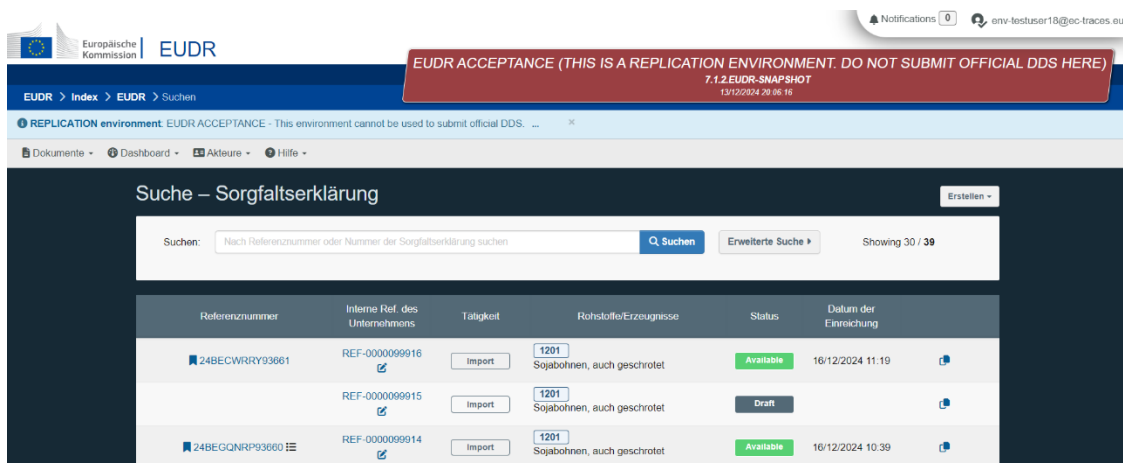 Notifications 0 env-testuser18@ec-traces.eu
Europäische
Kommission
EUDR
EUDR ACCEPTANCE (THIS IS A REPLICATION ENVIRONMENT. DO NOT SUBMIT OFFICIAL DDS HERE)
7.1.2.EUDR-SNAPSHOT
13/12/2024 20:06:16
EUDR > Index > EUDR > Suchen
REPLICATION environment: EUDR ACCEPTANCE - This environment cannot be used to submit official DDS. ... ×
Dokumente Dashboard Akteure Hilfe
Suche – Sorgfaltserklärung
Erstellen
Suchen: Nach Referenznummer oder Nummer der Sorgfaltserklärung suchen Suchen Erweiterte Suche Showing 30 / 39
Referenznummer Interne Ref. des Unternehmens Tätigkeit Rohstoffe/Erzeugnisse Status Datum der Einreichung
24BECWRRY93661 REF-0000099916 Import 1201 Sojabohnen, auch geschrotet Available 16/12/2024 11:19
REF-0000099915 Import 1201 Sojabohnen, auch geschrotet Draft
24BEGQNRP93660 REF-0000099914 Import 1201 Sojabohnen, auch geschrotet Available 16/12/2024 10:39